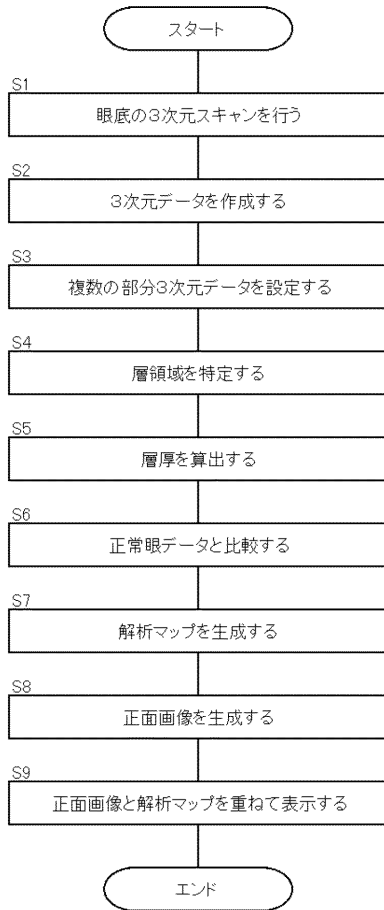 スタート
S1
眼底の3次元スキャンを行う
S2
3次元データを作成する
S3
複数の部分3次元データを設定する
S4
層領域を特定する
S5
層厚を算出する
S6
正常眼データと比較する
S7
解析マップを生成する
S8
正面画像を生成する
S9
正面画像と解析マップを重ねて表示する
エンド